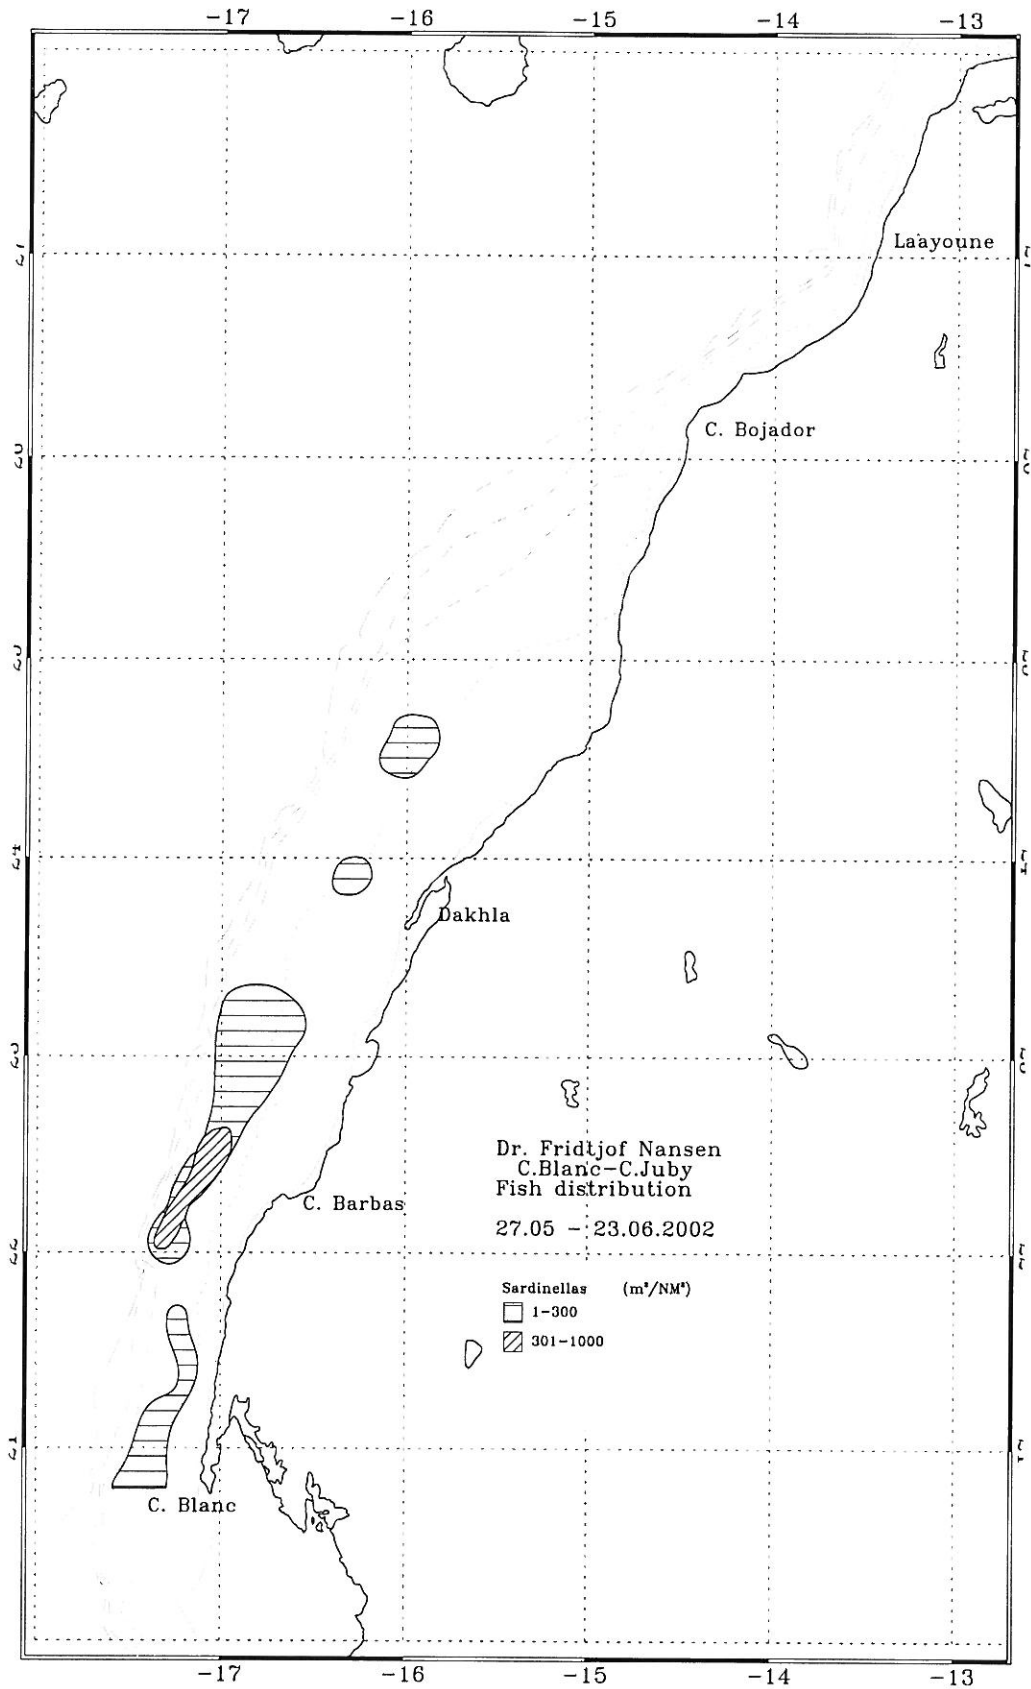 -17 -16 -15 -14 -13
Laayoune
C. Bojador
Dakhla
Dr. Fridtjof Nansen
C.Blanc-C.Juby
Fish distribution
C. Barbas
27.05 - 23.06.2002
Sardinellas (m²/NM²)
1-300
301-1000
C. Blanc
-17 -16 -15 -14 -13